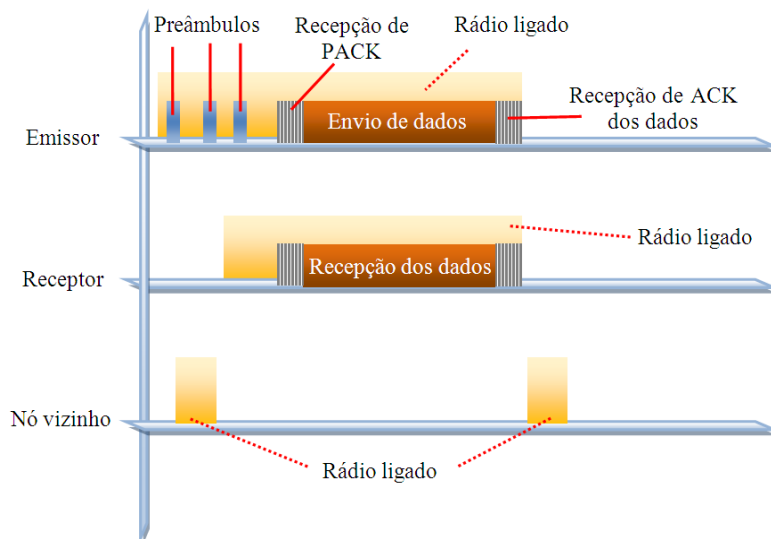 Preâmbulos
Recepção de
PACK
Rádio ligado
Recepção de ACK
dos dados
Envio de dados
Emissor
Rádio ligado
Recepção dos dados
Receptor
Nó vizinho
Rádio ligado